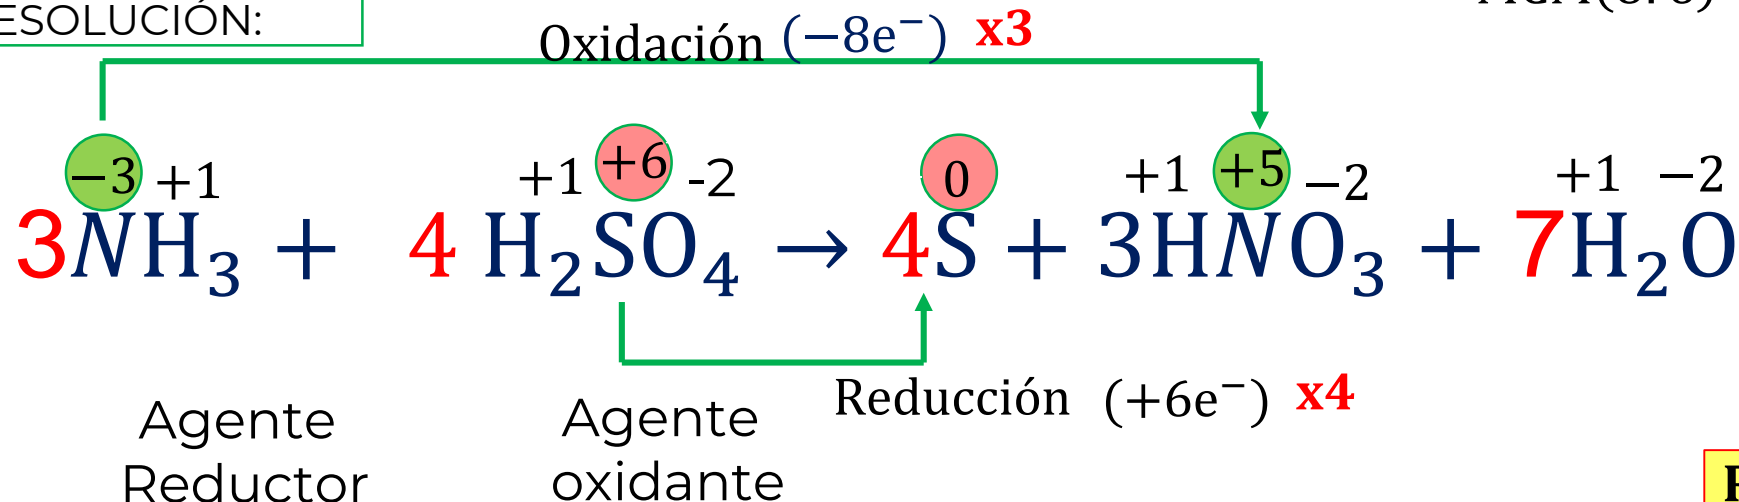 ESOLUCIÓN:
Oxidación (−8e⁻) x3
−3 +1 +1 +6 -2 0 +1 +5 −2 +1 −2
3NH₃ + 4 H₂SO₄ → 4S + 3HNO₃ + 7H₂O
Reducción (+6e⁻) x4
Agente
Reductor
Agente
oxidante